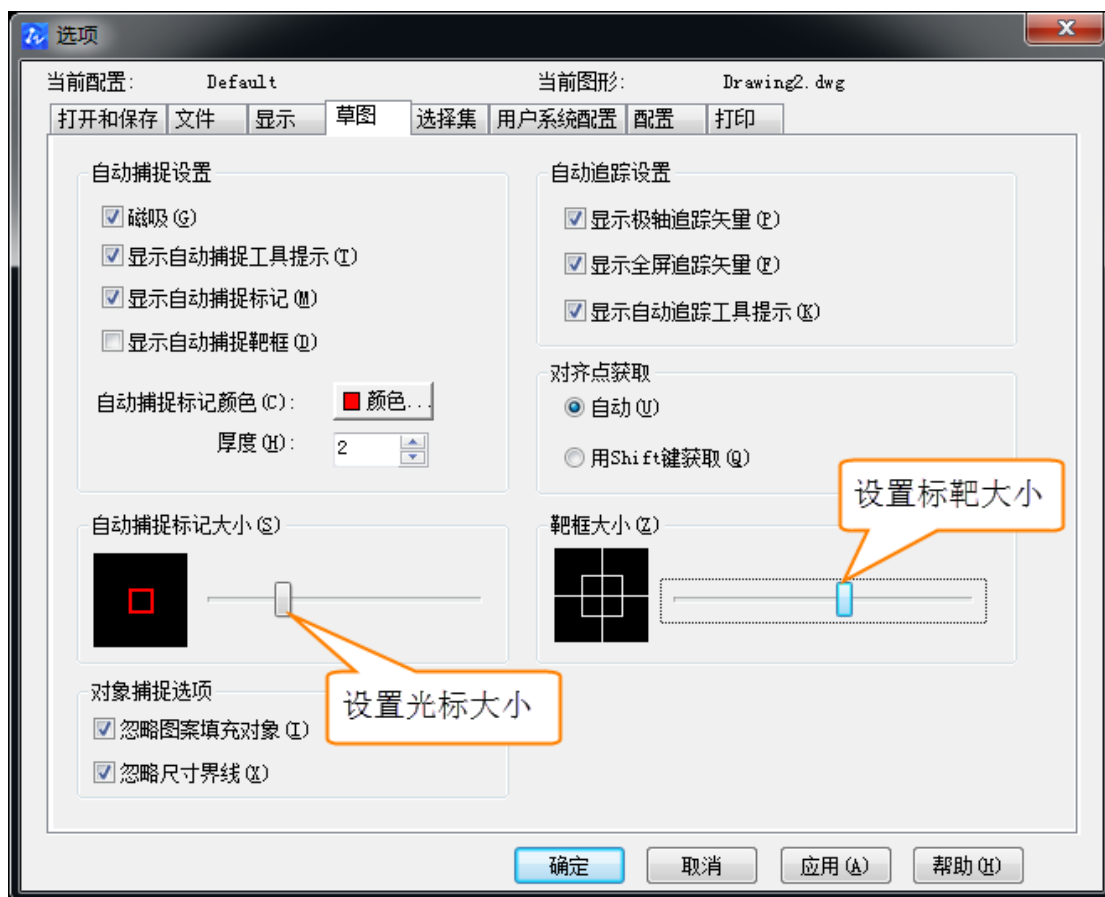 选项
当前配置: Default 当前图形: Drawing2.dwg
打开和保存 文件 显示 草图 选择集 用户系统配置 配置 打印
自动捕捉设置
磁吸(G)
显示自动捕捉工具提示(T)
显示自动捕捉标记(M)
显示自动捕捉靶框(D)
自动捕捉标记颜色(C): 颜色...
厚度(H): 2
自动追踪设置
显示极轴追踪矢量(P)
显示全屏追踪矢量(F)
显示自动追踪工具提示(K)
对齐点获取
自动(U)
用Shift键获取(Q)
自动捕捉标记大小(S)
设置光标大小
靶框大小(Z)
设置标靶大小
对象捕捉选项
忽略图案填充对象(I)
忽略尺寸界线(X)
确定 取消 应用(A) 帮助(H)